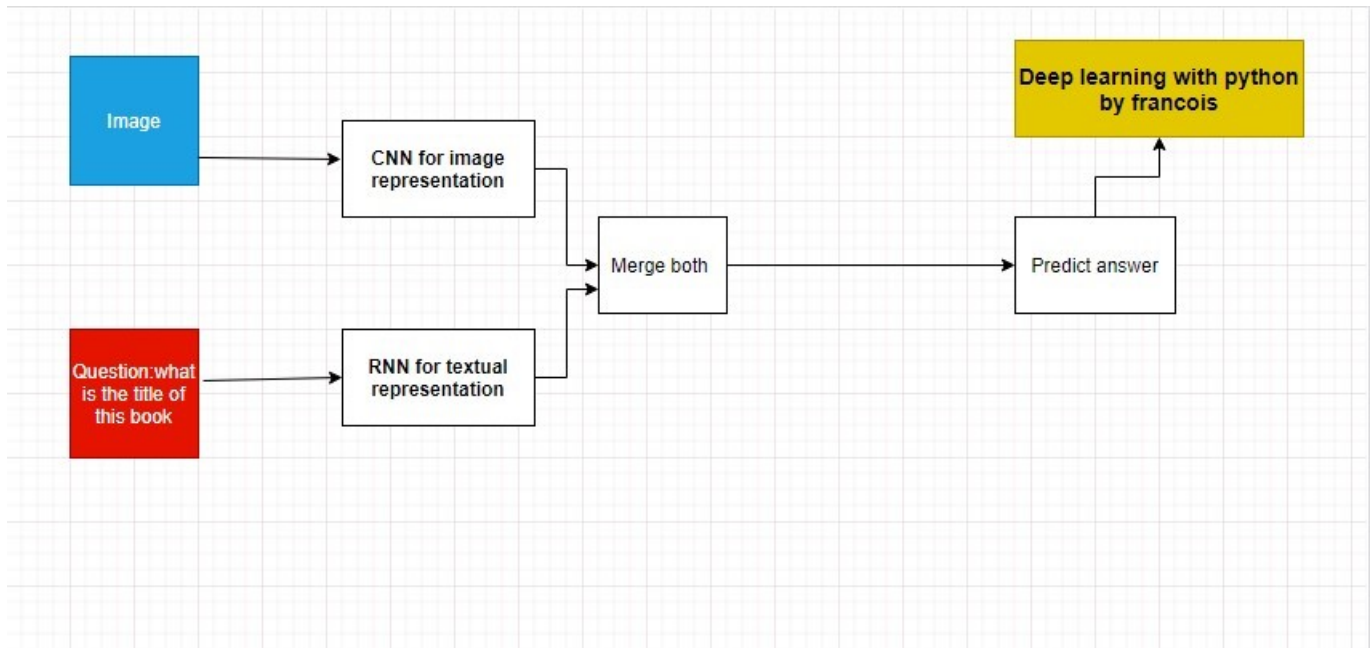 Image
CNN for image
representation
Deep learning with python
by francois
Merge both
Predict answer
Question:what
is the title of
this book
RNN for textual
representation